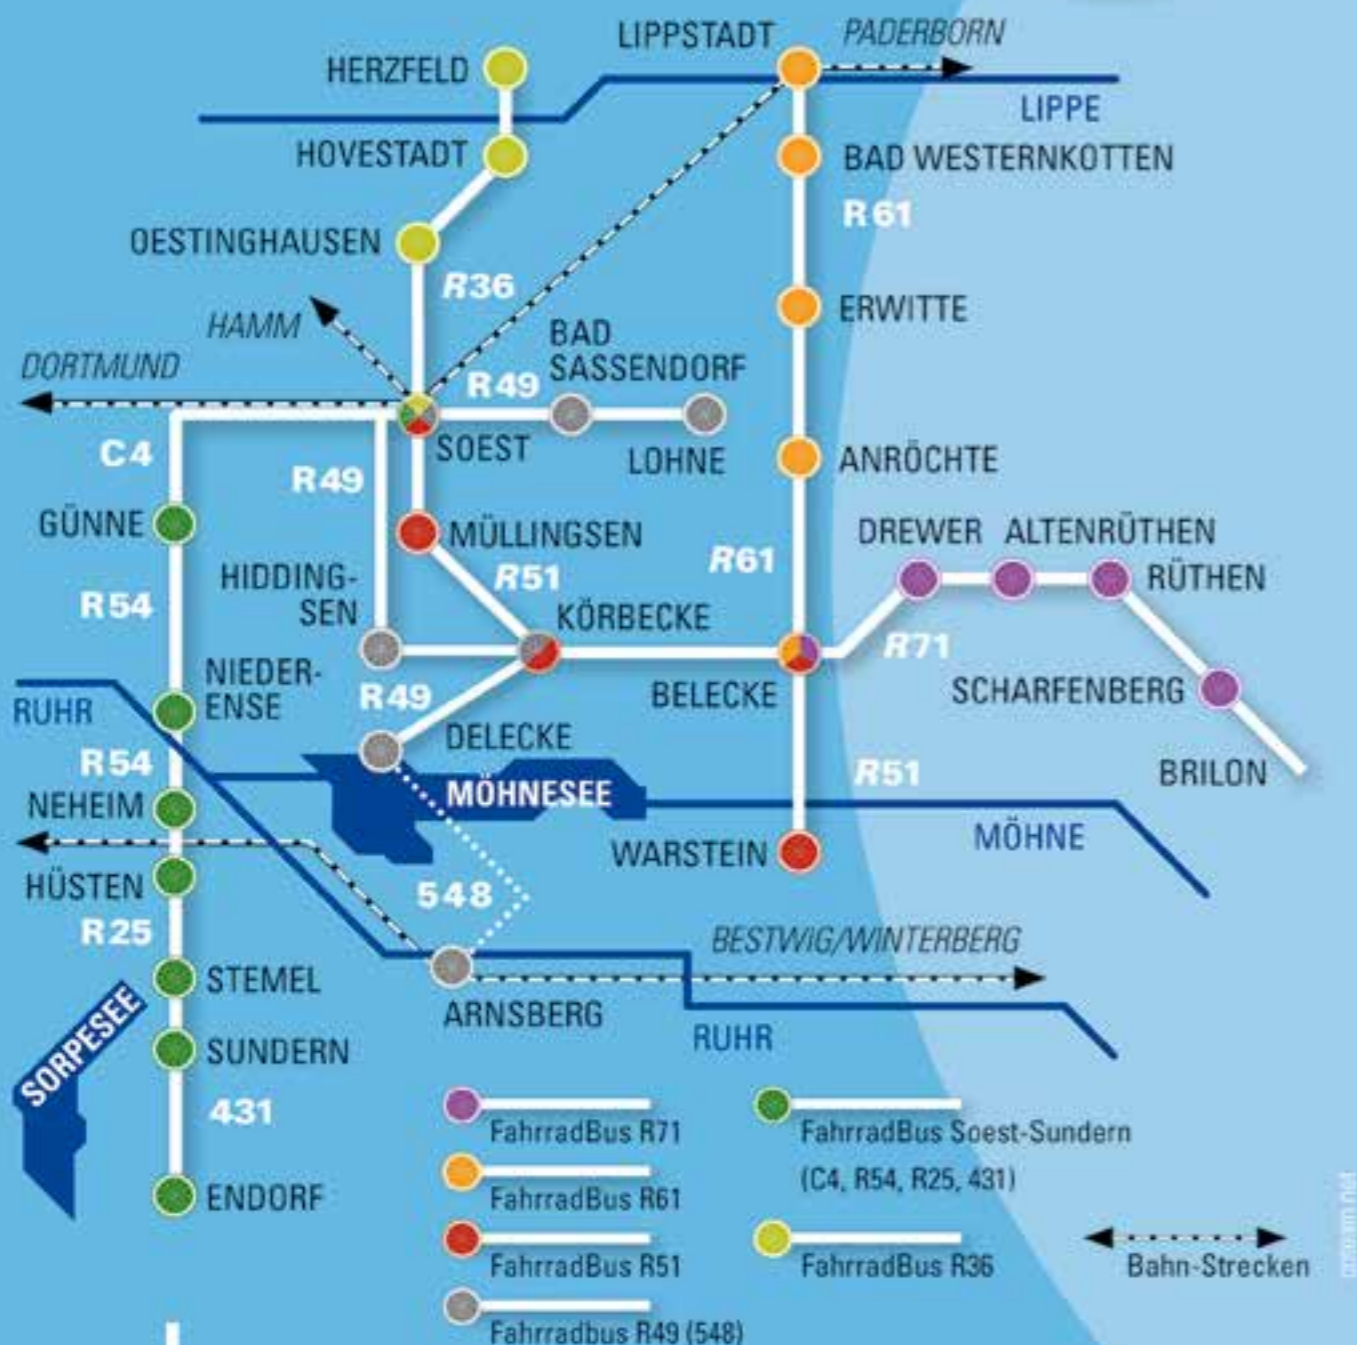 LIPPSTADT
PADERBORN
HERZFELD
LIPPE
HOVESTADT
BAD WESTERNKOTTEN
R61
OESTINGHAUSEN
R36
ERWITTE
HAMM
BAD
SASSENDORF
DORTMUND
R49
SOEST
LOHNE
C4
R49
ANRÖCHTE
GÜNNE
MÜLLINGSEN
DREWER
ALTENRÜTHEN
RÜTHEN
R61
R51
HIDDING-
SEN
R54
KÖRBECKE
R71
NIEDER-
ENSE
R49
BELECKE
SCHARFENBERG
RUHR
DELECKE
R54
R51
BRILON
MÖHNESEE
NEHEIM
MÖHNE
WARSTEIN
HÜSTEN
548
R25
BESTWIG/WINTERBERG
STEMEL
ARNSBERG
RUHR
SORPESEE
SUNDERN
431
ENDORF
FahrradBus R71
FahrradBus R61
FahrradBus R51
Fahrradbus R49 (548)
FahrradBus Soest-Sundern
(C4, R54, R25, 431)
FahrradBus R36
Bahn-Strecken